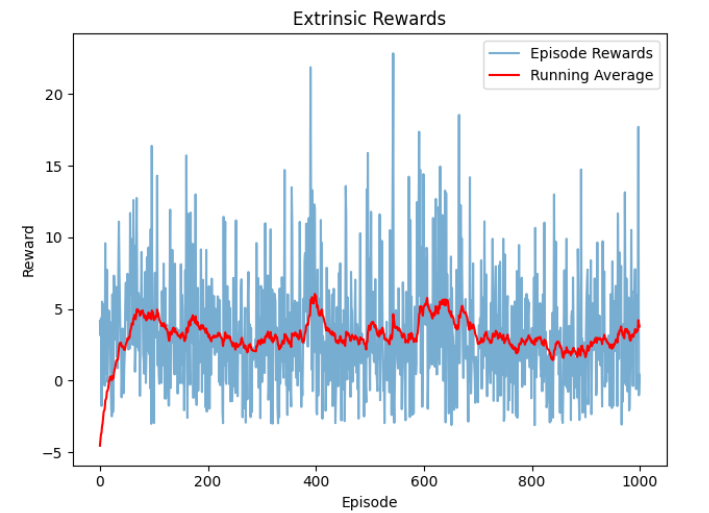 Extrinsic Rewards
Episode Rewards
Running Average
Reward
20
15
10
5
0
−5
0
200
400
600
800
1000
Episode